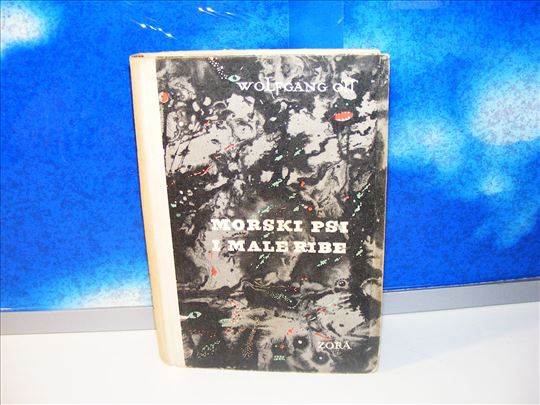 WOLFGANG OTT
MORSKI PSI
I MALE RIBE
ZORA